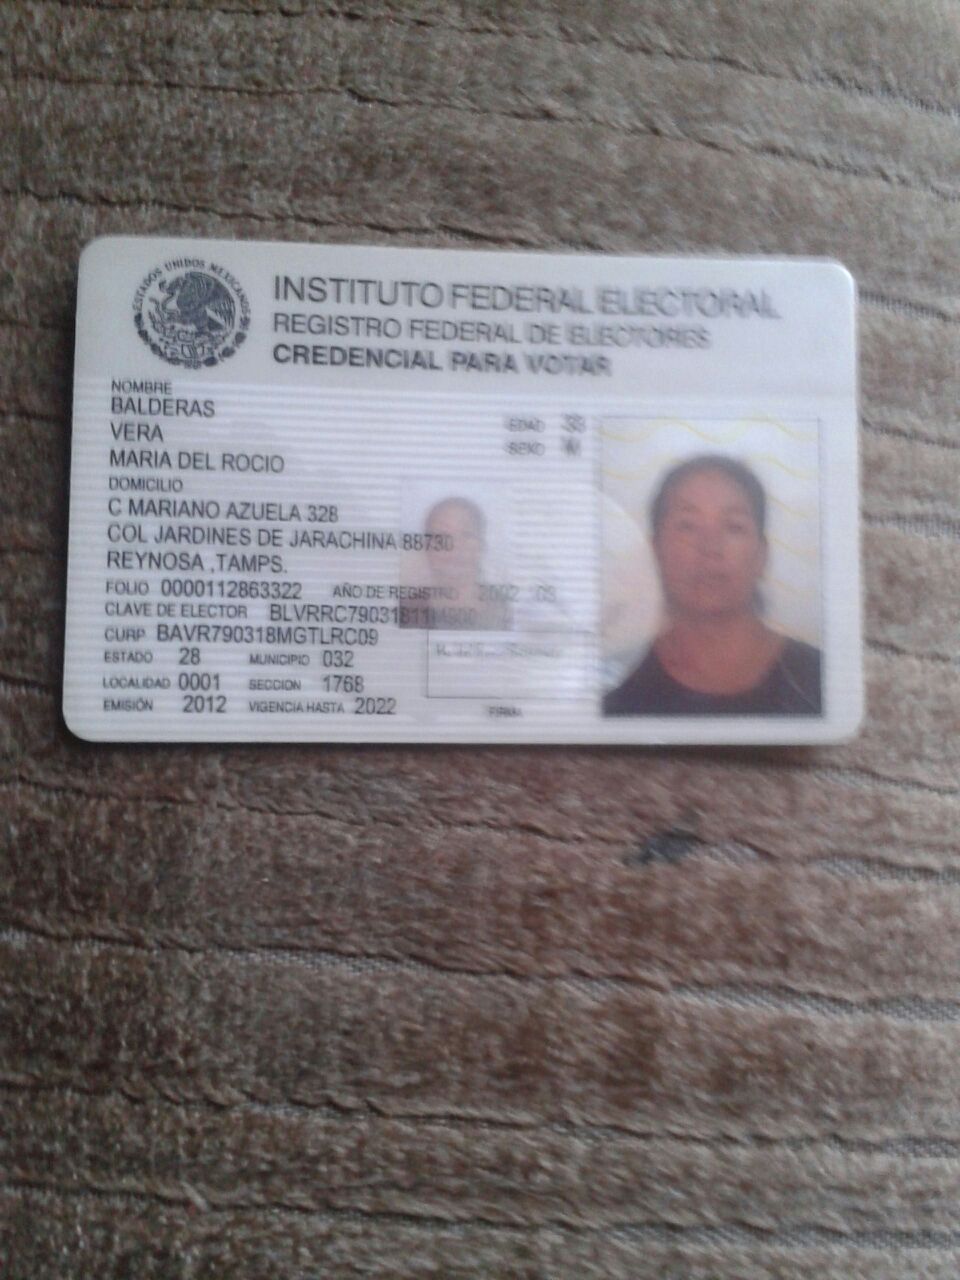 ESTADOS UNIDOS MEXICANOS
INSTITUTO FEDERAL ELECTORAL
REGISTRO FEDERAL DE ELECTORES
CREDENCIAL PARA VOTAR
NOMBRE
BALDERAS
VERA
MARIA DEL ROCIO
EDAD 33
SEXO M
DOMICILIO
C MARIANO AZUELA 328
COL JARDINES DE JARACHINA 88730
REYNOSA ,TAMPS.
FOLIO 0000112863322 AÑO DE REGISTRO 2002 03
CLAVE DE ELECTOR
CURP BAVR790318MGTLRC09
ESTADO 28 MUNICIPIO 032
LOCALIDAD 0001 SECCION 1768
EMISIÓN 2012 VIGENCIA HASTA 2022
FIRMA